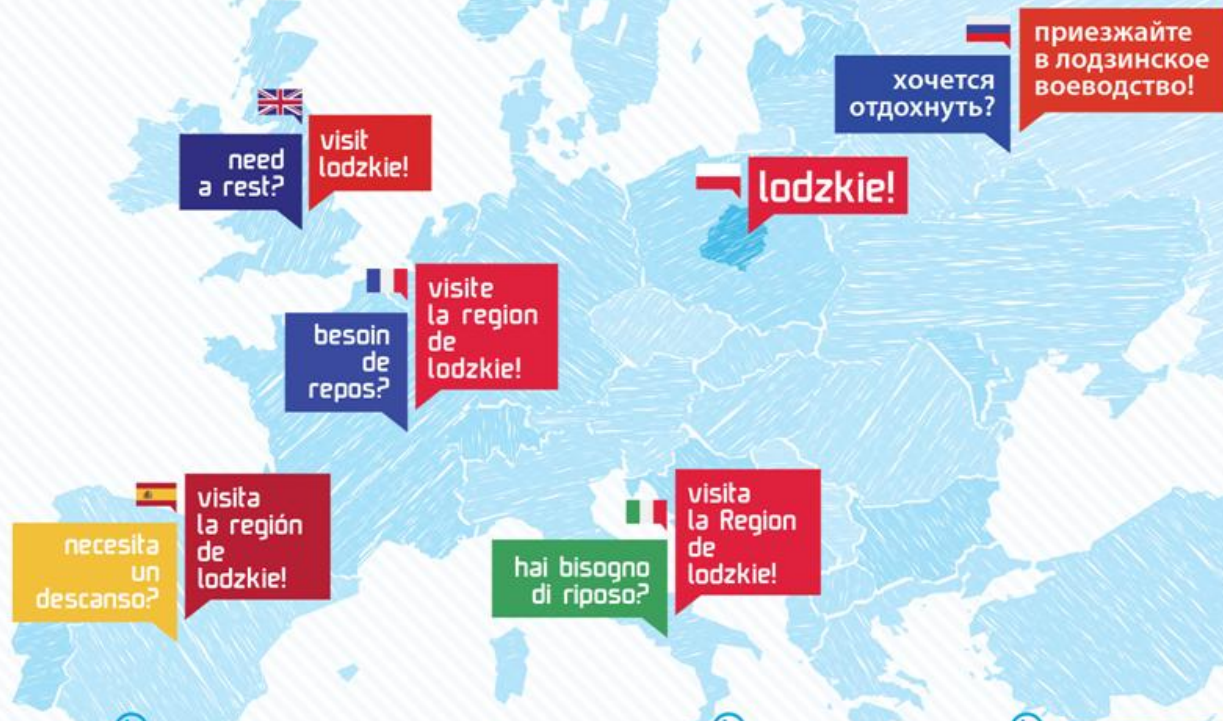 need
a rest?
visit
lodzkie!
хочется
отдохнуть?
приезжайте
в лодзинское
воеводство!
lodzkie!
besoin
de
repos?
visite
la region
de
lodzkie!
necesita
un
descanso?
visita
la región
de
lodzkie!
hai bisogno
di riposo?
visita
la Region
de
lodzkie!